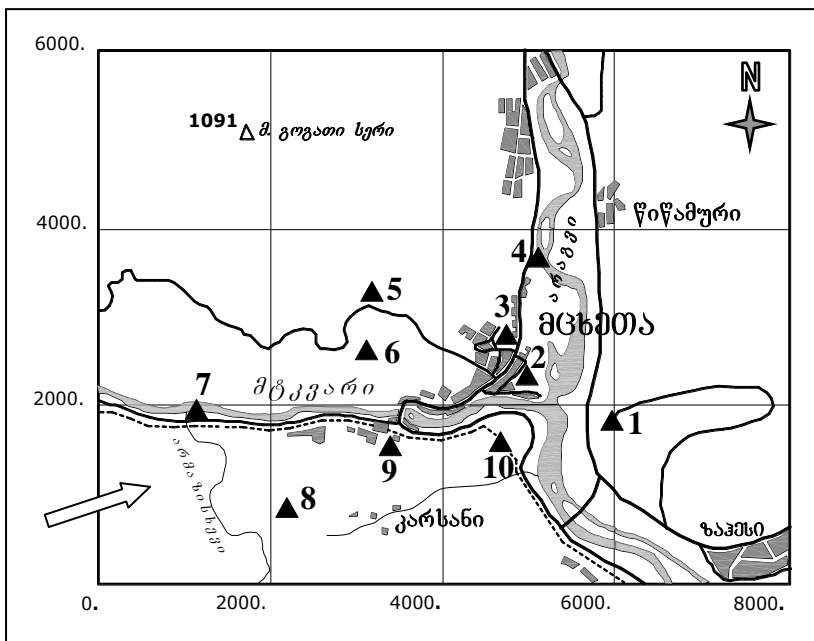 6000.
N
1091 მ. გოგათი სერი
4000.
წიწამური
არაგვი
4
5
3
მცხეთა
6
2
მტკვარი
7
2000.
1
არმაზისხევი
9
10
8
კარსანი
ზაჰესი
0.
2000.
4000.
6000.
8000.